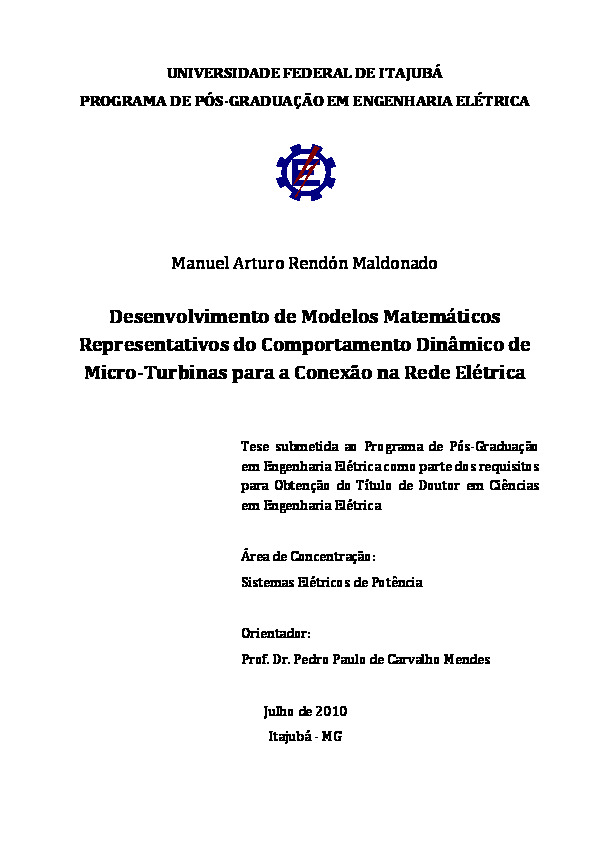 UNIVERSIDADE FEDERAL DE ITAJUBÁ
PROGRAMA DE PÓS-GRADUAÇÃO EM ENGENHARIA ELÉTRICA
E
Manuel Arturo Rendón Maldonado
Desenvolvimento de Modelos Matemáticos
Representativos do Comportamento Dinâmico de
Micro-Turbinas para a Conexão na Rede Elétrica
Tese submetida ao Programa de Pós-Graduação
em Engenharia Elétrica como parte dos requisitos
para Obtenção do Título de Doutor em Ciências
em Engenharia Elétrica
Área de Concentração:
Sistemas Elétricos de Potência
Orientador:
Prof. Dr. Pedro Paulo de Carvalho Mendes
Julho de 2010
Itajubá - MG